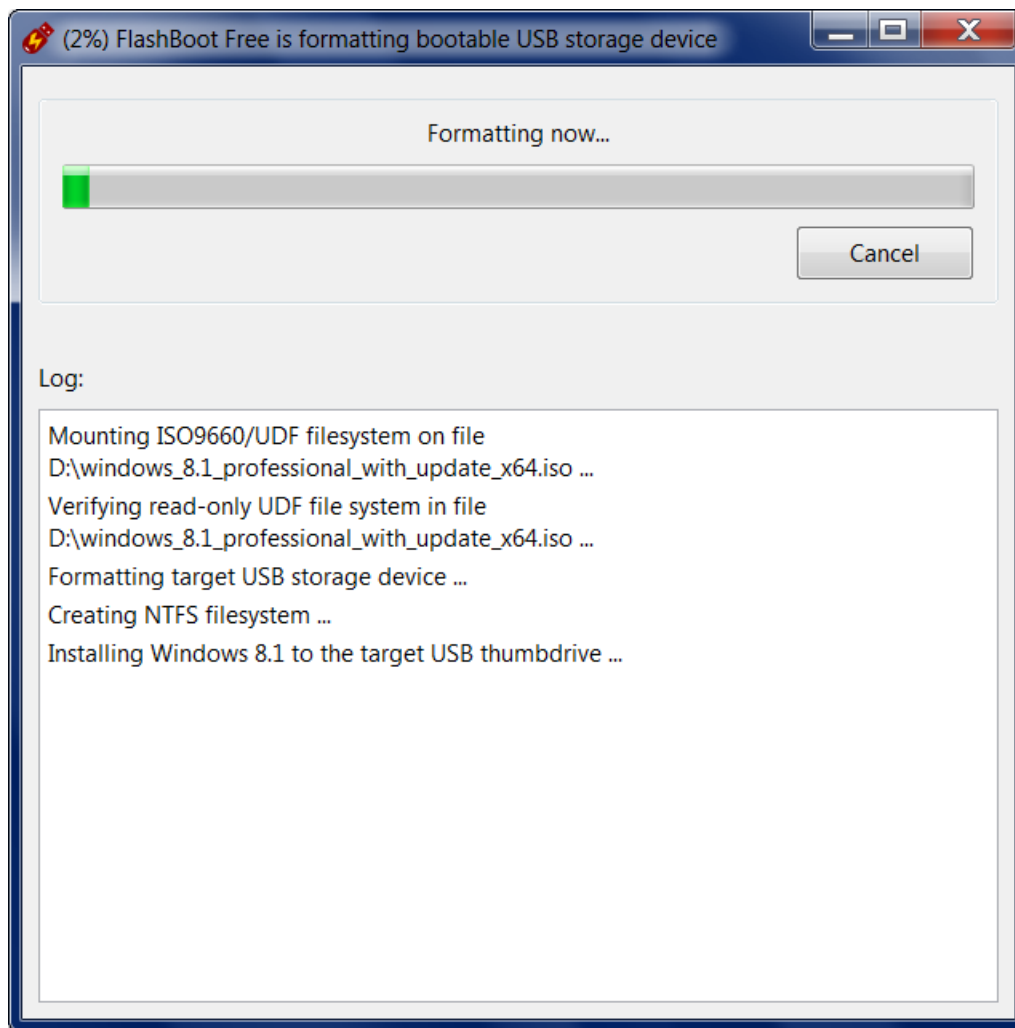 (2%) FlashBoot Free is formatting bootable USB storage device
Formatting now...
Cancel
Log:
Mounting ISO9660/UDF filesystem on file
D:\windows_8.1_professional_with_update_x64.iso ...
Verifying read-only UDF file system in file
D:\windows_8.1_professional_with_update_x64.iso ...
Formatting target USB storage device ...
Creating NTFS filesystem ...
Installing Windows 8.1 to the target USB thumbdrive ...